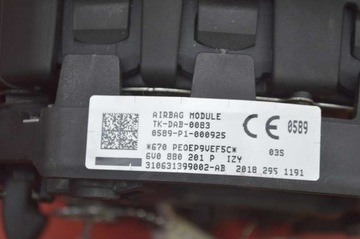 AIRBAG MODULE
TK-DAB-0083
0589-P1-000925
CE 0589
*670 PE0EP9VEFSC*
03S
6V0 880 201 P IZY
310631399002-AB 2018 295 1191